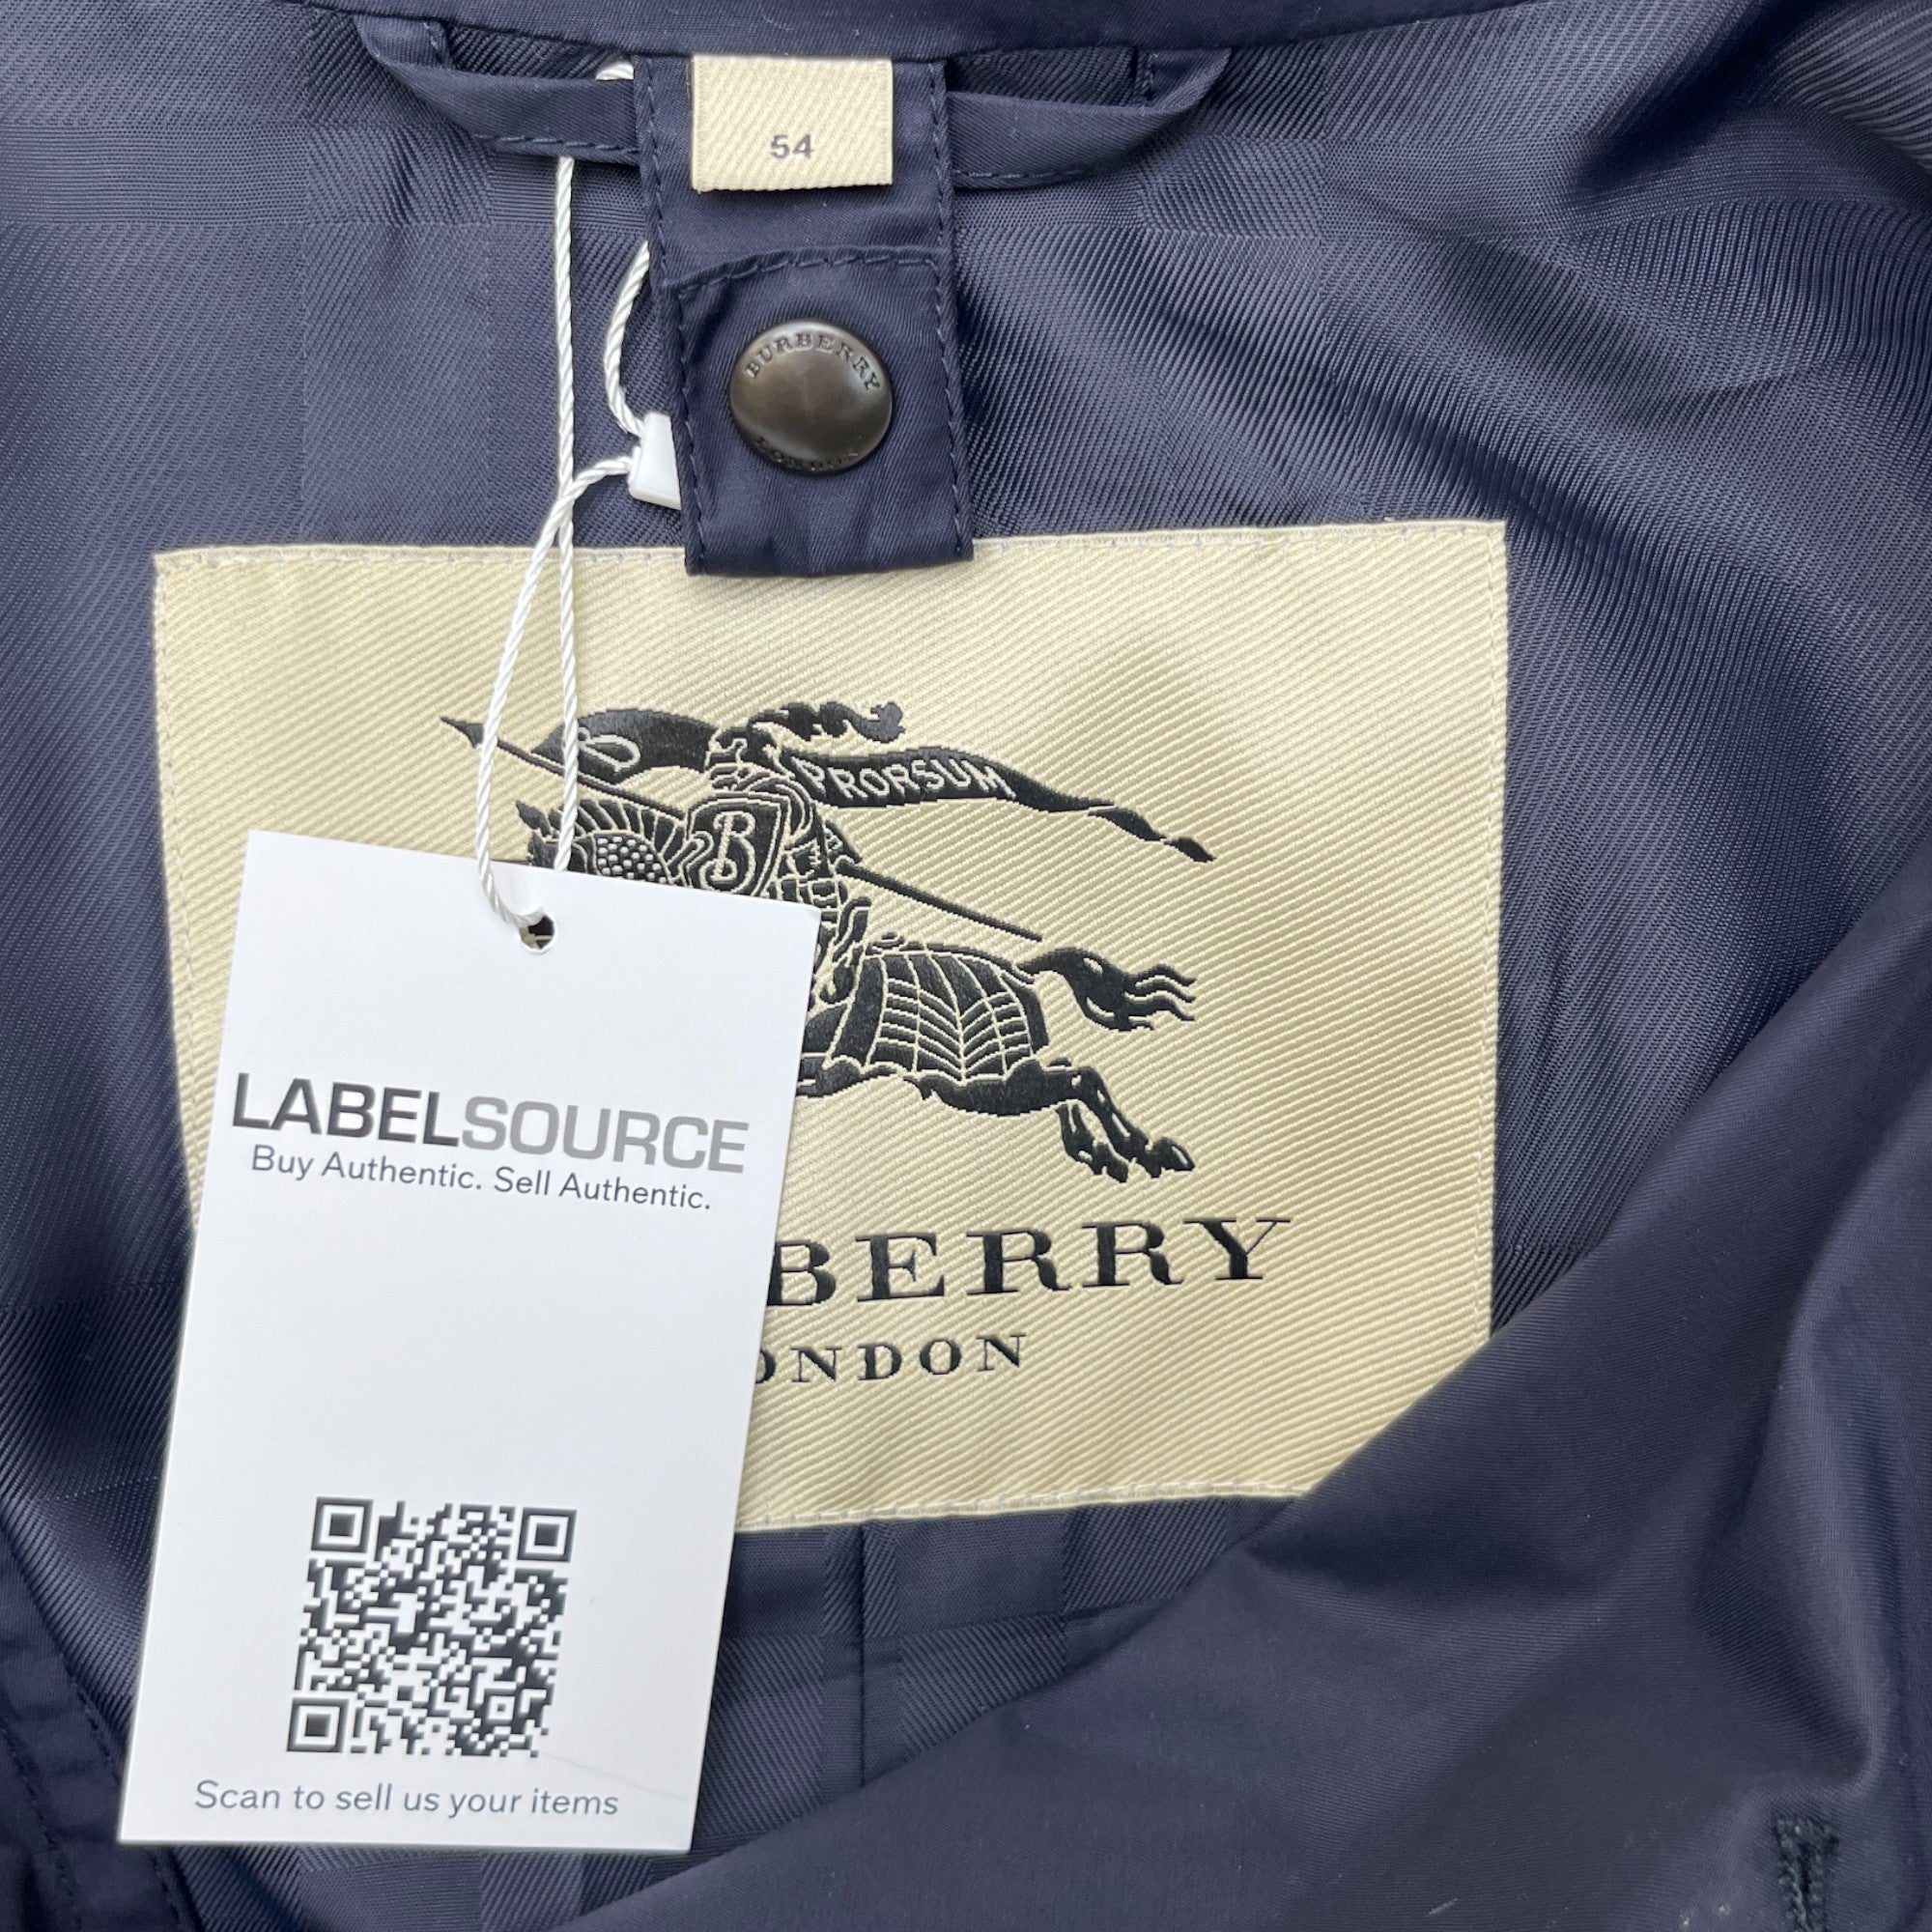 54
BURBERRY
LONDON
PRORSUM
B
LABELSOURCE
Buy Authentic. Sell Authentic.
BERRY
ONDON
Scan to sell us your items